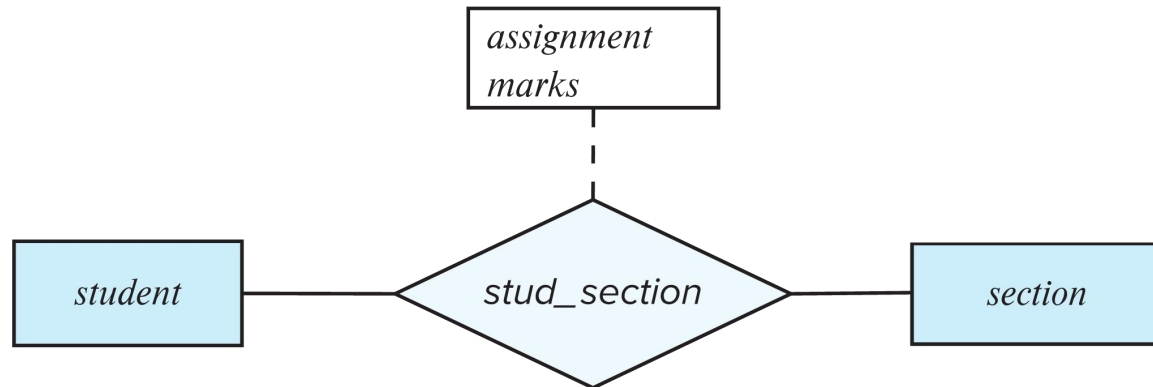 assignment
marks
student
stud_section
section